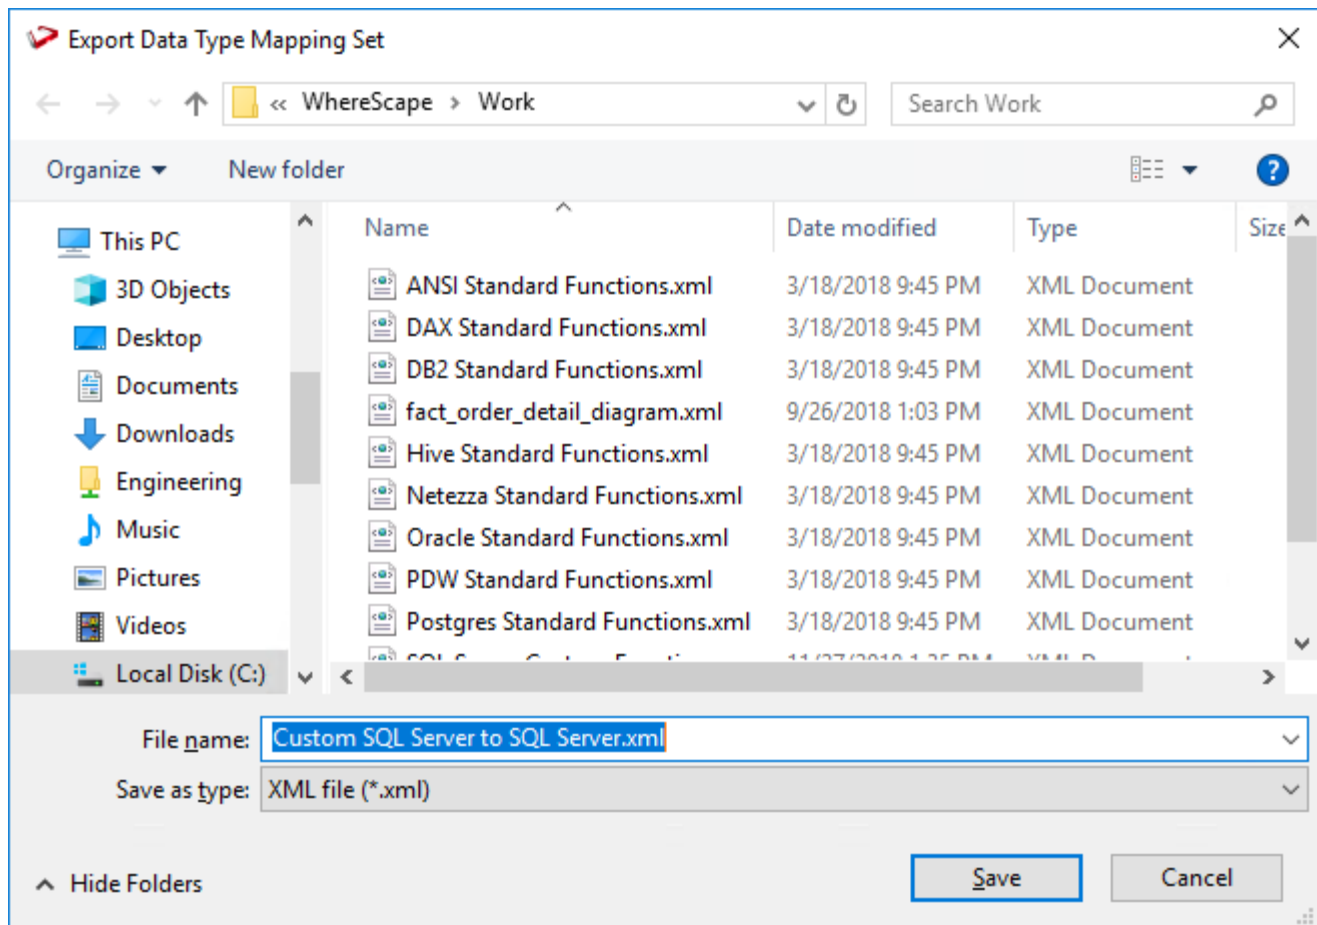 Export Data Type Mapping Set
« WhereScape › Work
Search Work
Organize
New folder
Name Date modified Type Size
This PC
3D Objects
Desktop
Documents
Downloads
Engineering
Music
Pictures
Videos
Local Disk (C:)
ANSI Standard Functions.xml 3/18/2018 9:45 PM XML Document
DAX Standard Functions.xml 3/18/2018 9:45 PM XML Document
DB2 Standard Functions.xml 3/18/2018 9:45 PM XML Document
fact_order_detail_diagram.xml 9/26/2018 1:03 PM XML Document
Hive Standard Functions.xml 3/18/2018 9:45 PM XML Document
Netezza Standard Functions.xml 3/18/2018 9:45 PM XML Document
Oracle Standard Functions.xml 3/18/2018 9:45 PM XML Document
PDW Standard Functions.xml 3/18/2018 9:45 PM XML Document
Postgres Standard Functions.xml 3/18/2018 9:45 PM XML Document
File name: Custom SQL Server to SQL Server.xml
Save as type: XML file (*.xml)
Hide Folders
Save
Cancel